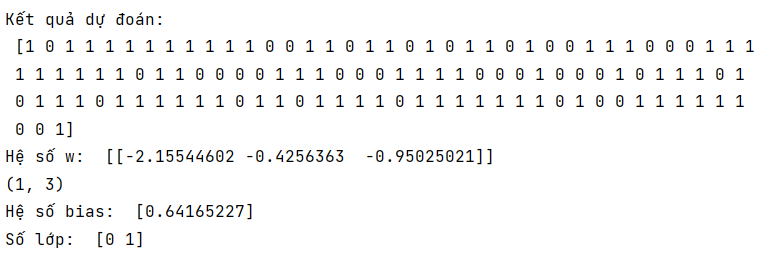 Kết quả dự đoán:
[1 0 1 1 1 1 1 1 1 1 1 1 0 0 1 1 0 1 1 0 1 0 1 1 0 1 0 0 1 1 1 0 0 0 1 1 1
1 1 1 1 1 1 0 1 1 0 0 0 0 1 1 1 0 0 0 1 1 1 1 0 0 0 1 0 0 0 1 0 1 1 1 0 1
0 1 1 1 0 1 1 1 1 1 1 0 1 1 0 1 1 1 1 0 1 1 1 1 1 1 1 0 1 0 0 1 1 1 1 1 1
0 0 1]
Hệ số w:  [[-2.15544602 -0.4256363  -0.95025021]]
(1, 3)
Hệ số bias:  [0.64165227]
Số lớp:  [0 1]